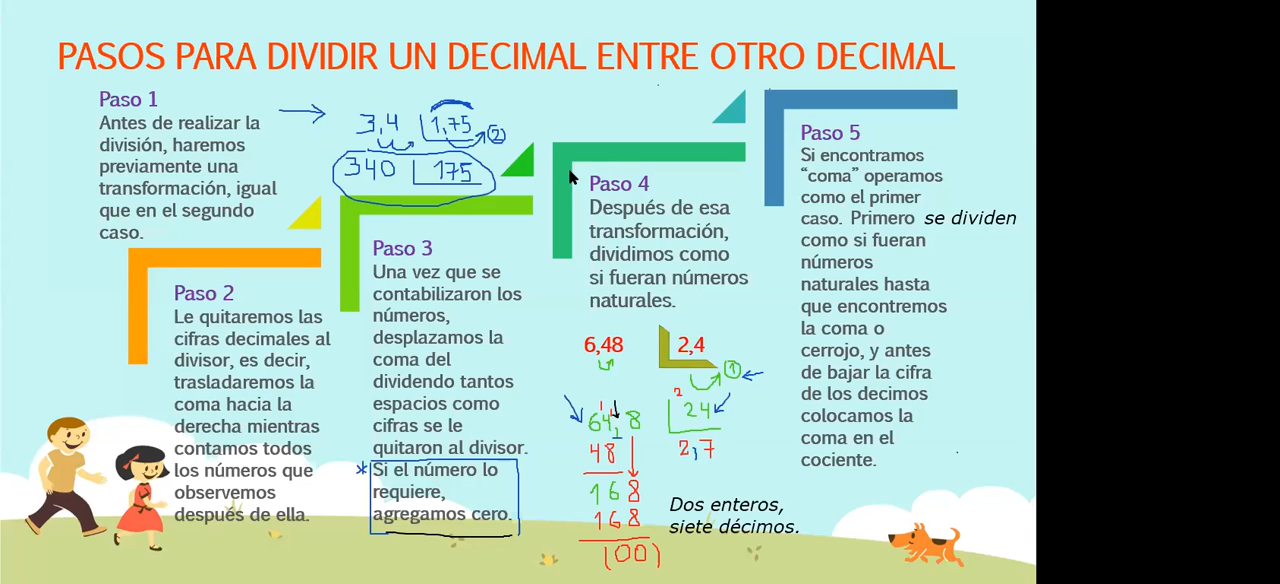 PASOS PARA DIVIDIR UN DECIMAL ENTRE OTRO DECIMAL
Paso 1
Antes de realizar la
división, haremos
previamente una
transformación, igual
que en el segundo
caso.
3,4 1,75
2
340 175
Paso 2
Le quitaremos las
cifras decimales al
divisor, es decir,
trasladaremos la
coma hacia la
derecha mientras
contamos todos
los números que
observemos
después de ella.
Paso 3
Una vez que se
contabilizaron los
números,
desplazamos la
coma del
dividendo tantos
espacios como
cifras se le
quitaron al divisor.
* Si el número lo
requiere,
agregamos cero.
Paso 4
Después de esa
transformación,
dividimos como
si fueran números
naturales.
6,48 2,4
1
2
64,8 24
48 2,7
168
168
(00)
Dos enteros,
siete décimos.
Paso 5
Si encontramos
“coma” operamos
como el primer
caso. Primero se dividen
como si fueran
números
naturales hasta
que encontremos
la coma o
cerrojo, y antes
de bajar la cifra
de los decimos
colocamos la
coma en el
cociente.